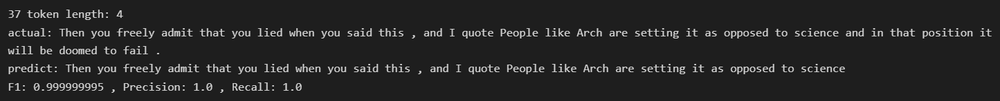 37 token length: 4
actual: Then you freely admit that you lied when you said this , and I quote People like Arch are setting it as opposed to science and in that position it
will be doomed to fail .
predict: Then you freely admit that you lied when you said this , and I quote People like Arch are setting it as opposed to science
F1: 0.999999995 , Precision: 1.0 , Recall: 1.0